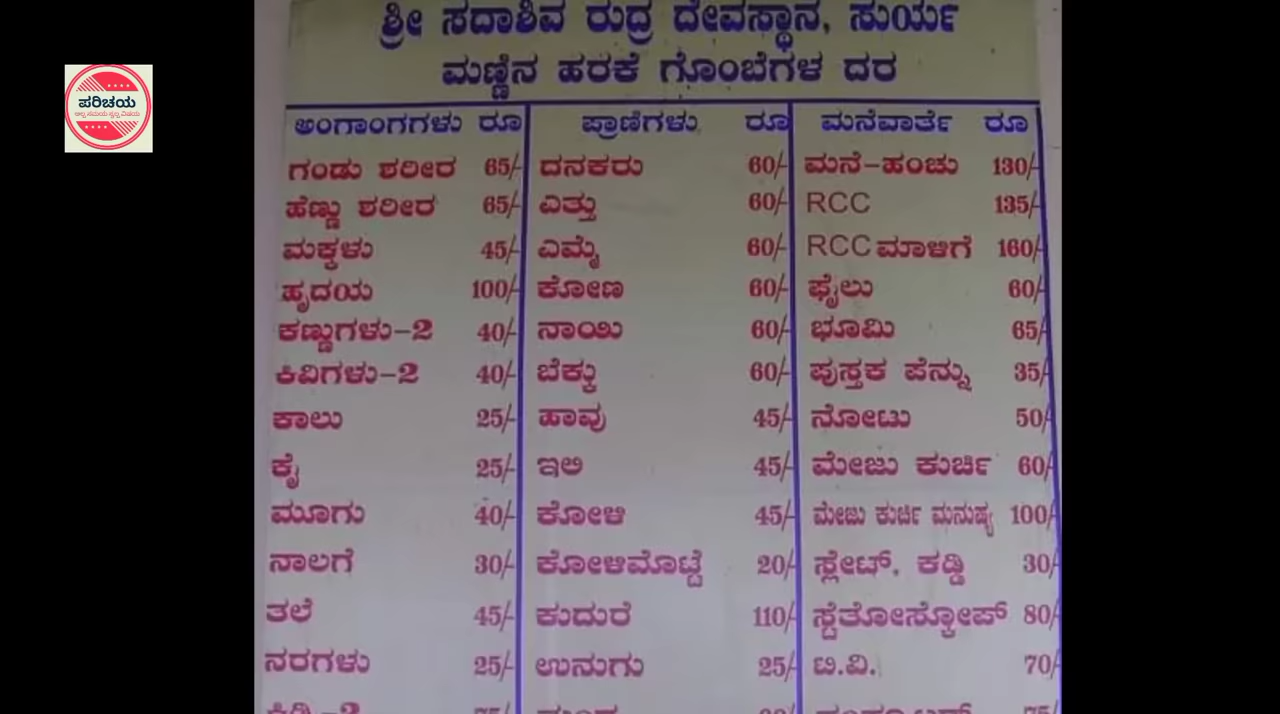 ಶ್ರೀ ಸದಾಶಿವ ರುದ್ರ ದೇವಸ್ಥಾನ, ಸುರ್ಯ
ಮಣ್ಣಿನ ಹರಕೆ ಗೊಂಬೆಗಳ ದರ
ಪರಿಚಯ
ಅಂಗಾಂಗಗಳು ರೂ ಪ್ರಾಣಿಗಳು ರೂ ಮನೆವಾರ್ತೆ ರೂ
ಗಂಡು ಶರೀರ 65/- ದನಕರು 60/- ಮನೆ-ಹಂಚು 130/-
ಹೆಣ್ಣು ಶರೀರ 65/- ಎತ್ತು 60/- RCC 135/-
ಮಕ್ಕಳು 45/- ಎಮ್ಮೆ 60/- RCC ಮಾಳಿಗೆ 160/-
ಹೃದಯ 100/- ಕೋಣ 60/- ಫೈಲು 60/-
ಕಣ್ಣುಗಳು-2 40/- ನಾಯಿ 60/- ಭೂಮಿ 65/-
ಕಿವಿಗಳು-2 40/- ಬೆಕ್ಕು 60/- ಪುಸ್ತಕ ಪೆನ್ನು 35/-
ಕಾಲು 25/- ಹಾವು 45/- ನೋಟು 50/-
ಕೈ 25/- ಇಲಿ 45/- ಮೇಜು ಕುರ್ಚಿ 60/-
ಮೂಗು 40/- ಕೋಳಿ 45/- ಮೇಜು ಕುರ್ಚಿ ಮನುಷ್ಯ 100/-
ನಾಲಗೆ 30/- ಕೋಳಿಮೊಟ್ಟೆ 20/- ಸ್ಲೇಟ್, ಕಡ್ಡಿ 30/-
ತಲೆ 45/- ಕುದುರೆ 110/- ಸ್ಟೆತೋಸ್ಕೋಪ್ 80/-
ನರಗಳು 25/- ಉನುಗು 25/- ಟಿ.ವಿ. 70/-